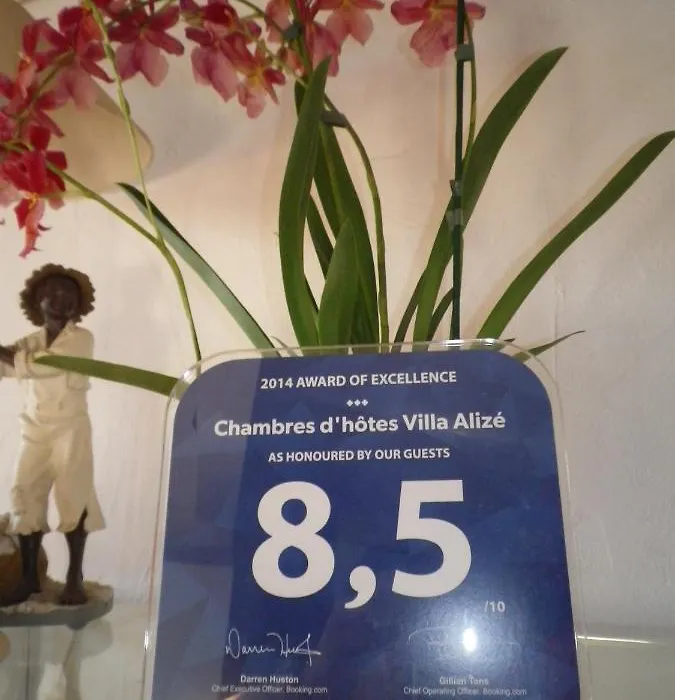 2014 AWARD OF EXCELLENCE
Chambres d'hôtes Villa Alizé
AS HONOURED BY OUR GUESTS
8,5
/10
Darren Huston
Gillian Tans
Chief Executive Officer, Booking.com
Chief Operating Officer, Booking.com